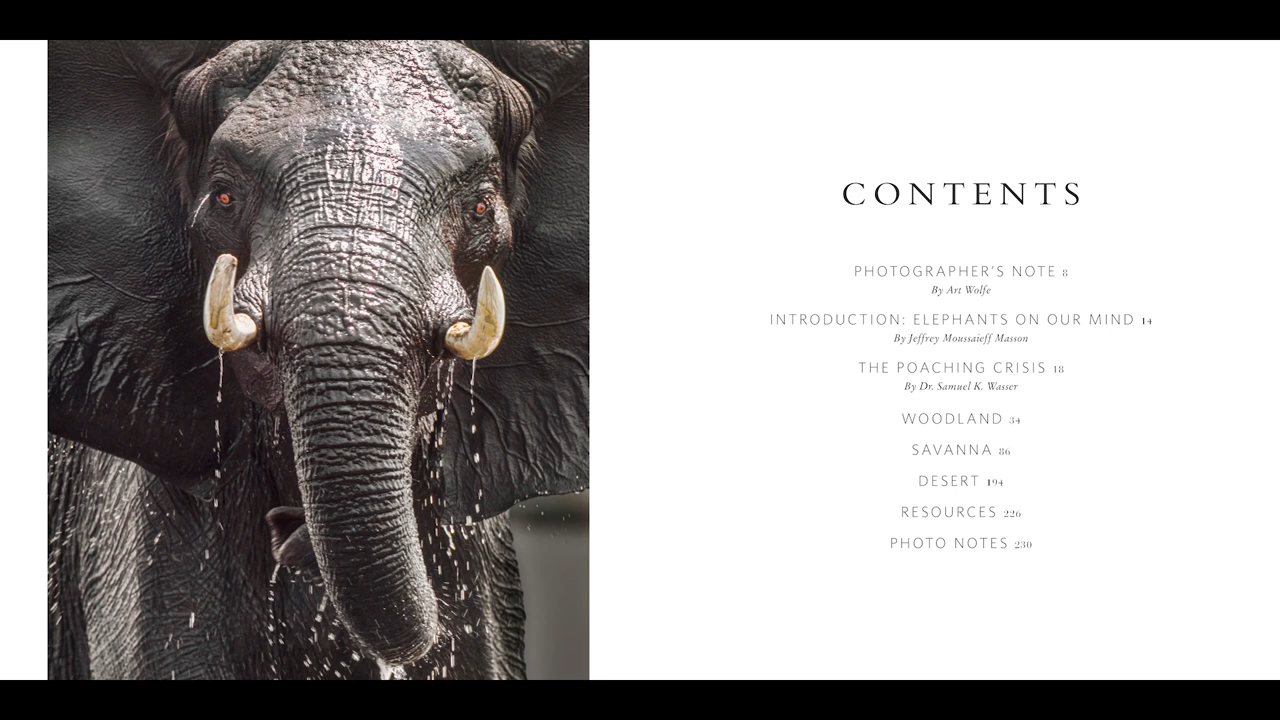 CONTENTS
PHOTOGRAPHER'S NOTE 8
By Art Wolfe
INTRODUCTION: ELEPHANTS ON OUR MIND 14
By Jeffrey Moussaieff Masson
THE POACHING CRISIS 18
By Dr. Samuel K. Wasser
WOODLAND 34
SAVANNA 86
DESERT 194
RESOURCES 226
PHOTO NOTES 230